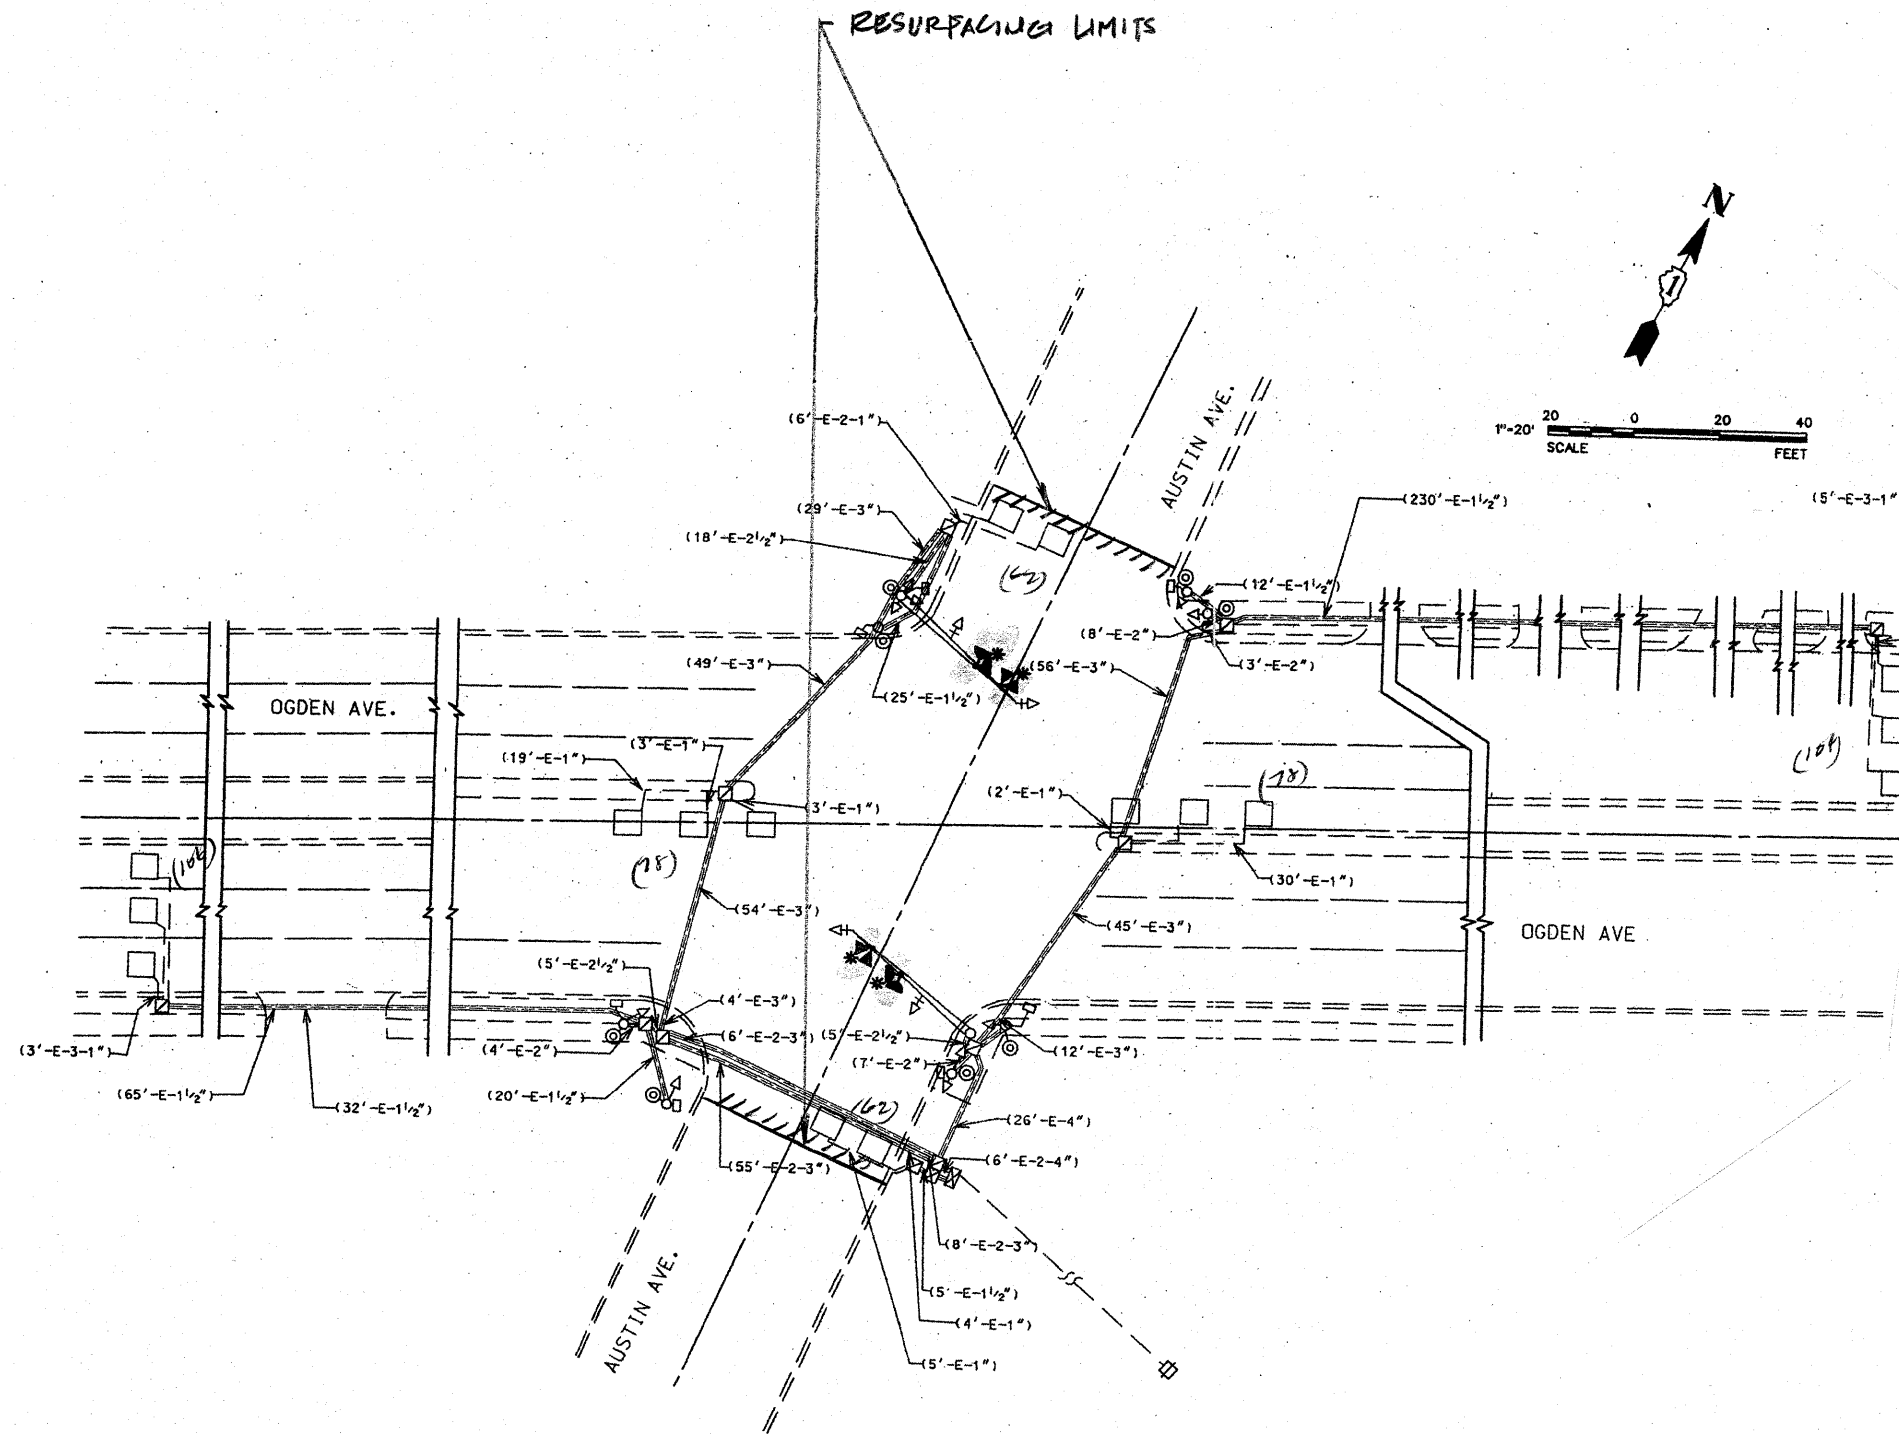 RESURFACING LIMITS
N
1
AUSTIN AVE.
20 0 20 40
1"=20'
SCALE FEET
(6'-E-2-1")
(29'-E-3")
(18'-E-2½")
(230'-E-1½")
(5'-E-3-1"
(12'-E-1½")
(8'-E-2")
(3'-E-2")
(49'-E-3")
(56'-E-3")
(25'-E-1½")
OGDEN AVE.
(3'-E-1")
(19'-E-1")
(3'-E-1")
(2'-E-1")
(30'-E-1")
(54'-E-3")
(45'-E-3")
OGDEN AVE
(5'-E-2½")
(4'-E-3")
(6'-E-2-3")
(5'-E-2½")
(3'-E-3-1")
(4'-E-2")
(7'-E-2")
(12'-E-3")
(65'-E-1½")
(32'-E-1½")
(20'-E-1½")
(62)
(26'-E-4")
(55'-E-2-3")
(6'-E-2-4")
(8'-E-2-3")
(5'-E-1½")
(4'-E-1")
(5'-E-1")
AUSTIN AVE.